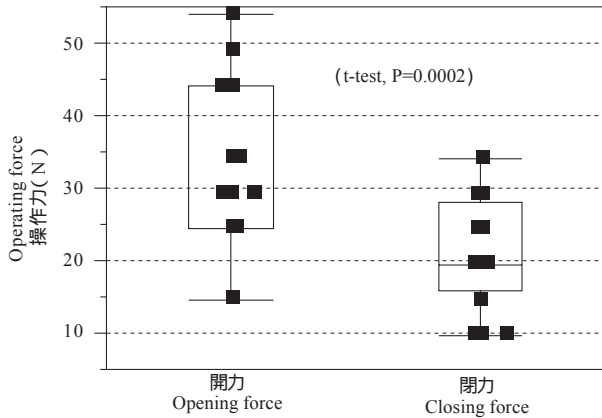 50
(t-test, P=0.0002)
40
30
20
10
Operating force
操作力(N)
開力
Opening force
閉力
Closing force